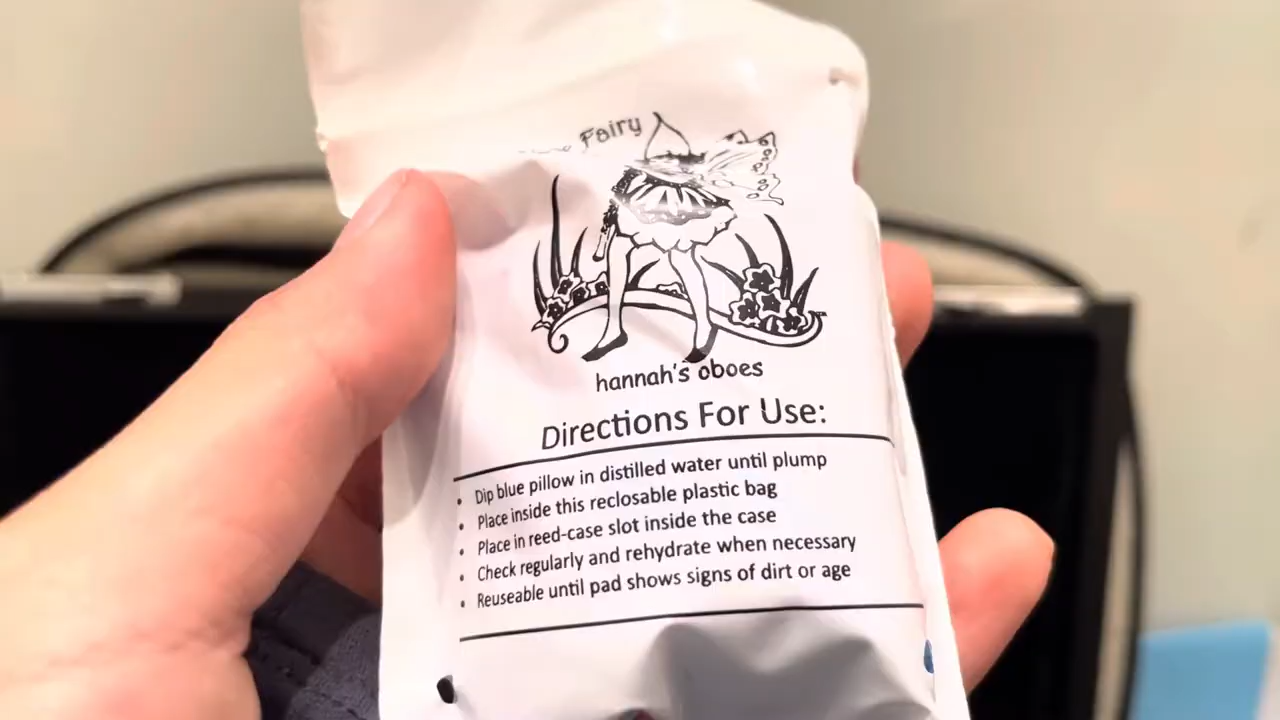 Fairy
hannah's oboes
Directions For Use:
• Dip blue pillow in distilled water until plump
• Place inside this reclosable plastic bag
• Place in reed-case slot inside the case
• Check regularly and rehydrate when necessary
• Reuseable until pad shows signs of dirt or age